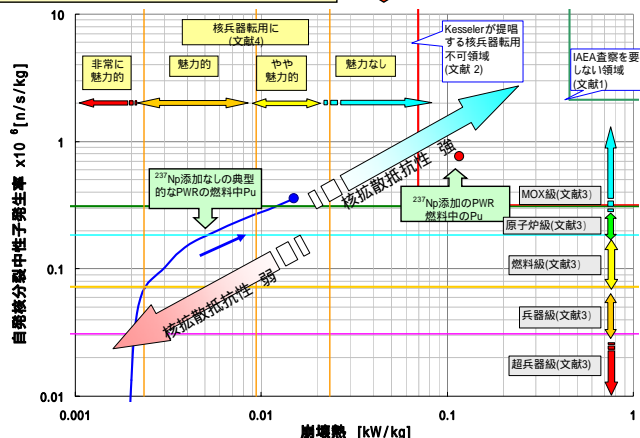 核兵器転用に
(文献4)
非常に
魅力的
魅力的
やや
魅力的
魅力なし
Kesselerが提唱
する核兵器転用
不可領域
(文献 2)
IAEA査察を要
しない領域
(文献1)
237Np添加なしの典型
的なPWRの燃料中Pu
237Np添加のPWR
燃料中のPu
核拡散抵抗性 強
核拡散抵抗性 弱
MOX級(文献3)
原子炉級(文献3)
燃料級(文献3)
兵器級(文献3)
超兵器級(文献3)
自発核分裂中性子発生率 x10 6[n/s/kg]
10
1
0.1
0.01
0.001
0.01
0.1
1
崩壊熱 [kW/kg]